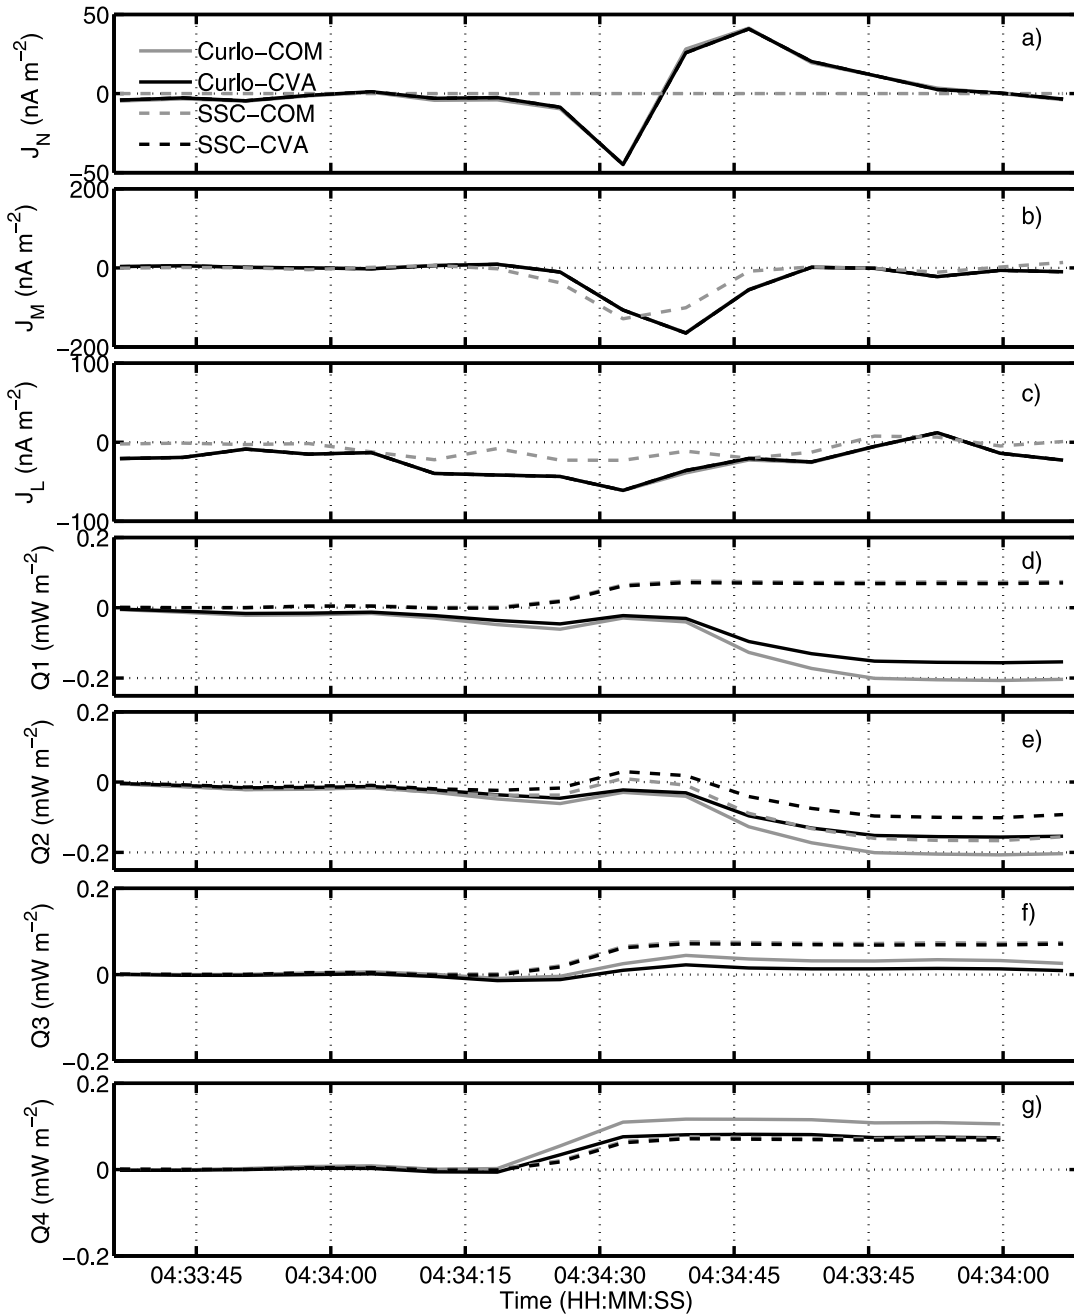 50
a)
Curlo−COM
Curlo−CVA
0
SSC−COM
SSC−CVA
−50
J_N (nA m^−2)
200
b)
0
−200
J_M (nA m^−2)
100
c)
0
−100
J_L (nA m^−2)
0.2
d)
0
−0.2
Q1 (mW m^−2)
0.2
e)
0
−0.2
Q2 (mW m^−2)
0.2
f)
0
−0.2
Q3 (mW m^−2)
0.2
g)
0
−0.2
Q4 (mW m^−2)
04:33:45 04:34:00 04:34:15 04:34:30 04:34:45 04:33:45 04:34:00
Time (HH:MM:SS)